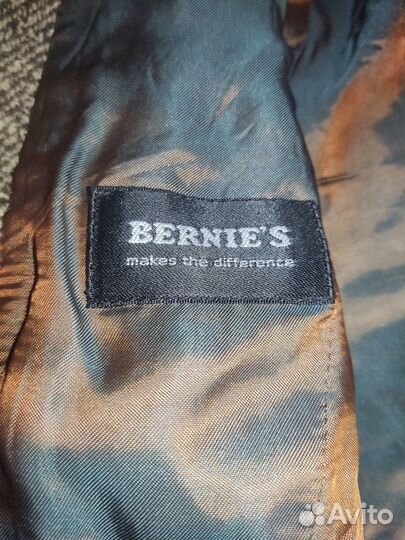 BERNIE'S
makes the difference
Avito